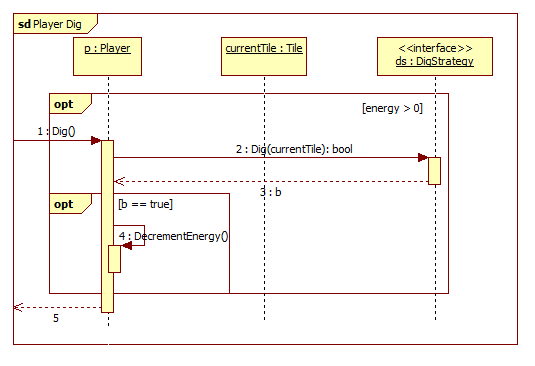 sd Player Dig
p : Player
currentTile : Tile
<<interface>>
ds : DigStrategy
opt
[energy > 0]
1 : Dig()
2 : Dig(currentTile): bool
3 : b
opt
[b == true]
4 : DecrementEnergy()
5